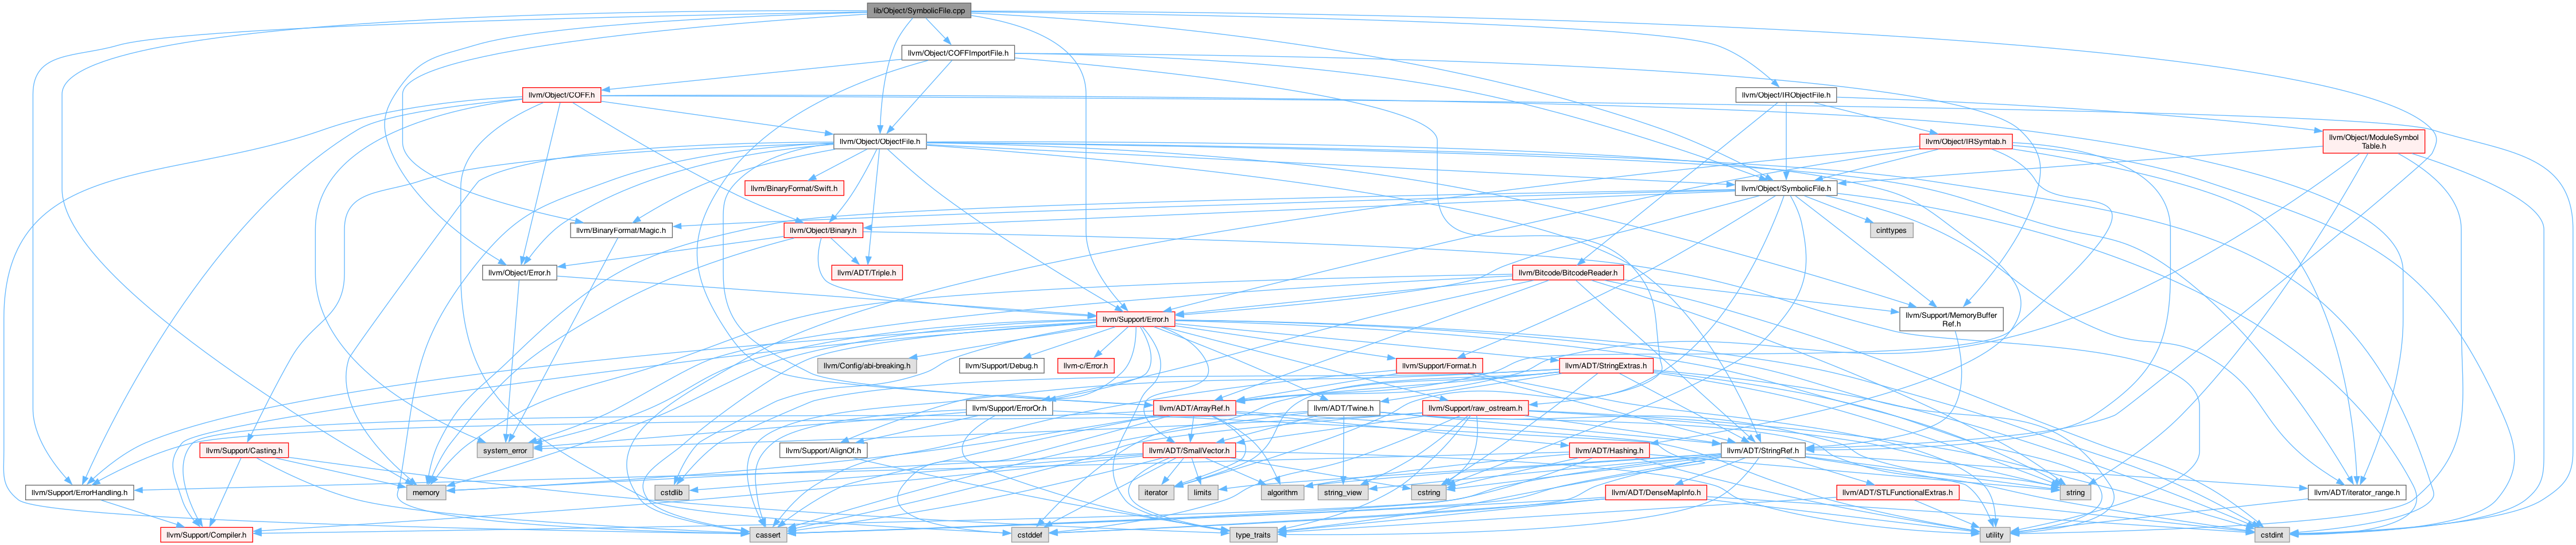 lib/Object/SymbolicFile.cpp
llvm/Object/COFFImportFile.h
llvm/Object/COFF.h
llvm/Object/IRObjectFile.h
llvm/Object/ObjectFile.h
llvm/Object/IRSymtab.h
llvm/Object/ModuleSymbol
Table.h
llvm/BinaryFormat/Swift.h
llvm/Object/SymbolicFile.h
llvm/BinaryFormat/Magic.h
llvm/Object/Binary.h
cinttypes
llvm/Object/Error.h
llvm/ADT/Triple.h
llvm/Bitcode/BitcodeReader.h
llvm/Support/Error.h
llvm/Support/MemoryBuffer
Ref.h
llvm/Config/abi-breaking.h
llvm/Support/Debug.h
llvm-c/Error.h
llvm/Support/Format.h
llvm/ADT/StringExtras.h
llvm/Support/ErrorOr.h
llvm/ADT/ArrayRef.h
llvm/ADT/Twine.h
llvm/Support/raw_ostream.h
llvm/Support/Casting.h
system_error
llvm/Support/AlignOf.h
llvm/ADT/SmallVector.h
llvm/ADT/Hashing.h
llvm/ADT/StringRef.h
llvm/Support/ErrorHandling.h
memory
cstdlib
iterator
limits
algorithm
string_view
cstring
llvm/ADT/DenseMapInfo.h
llvm/ADT/STLFunctionalExtras.h
string
llvm/ADT/iterator_range.h
llvm/Support/Compiler.h
cassert
cstddef
type_traits
utility
cstdint